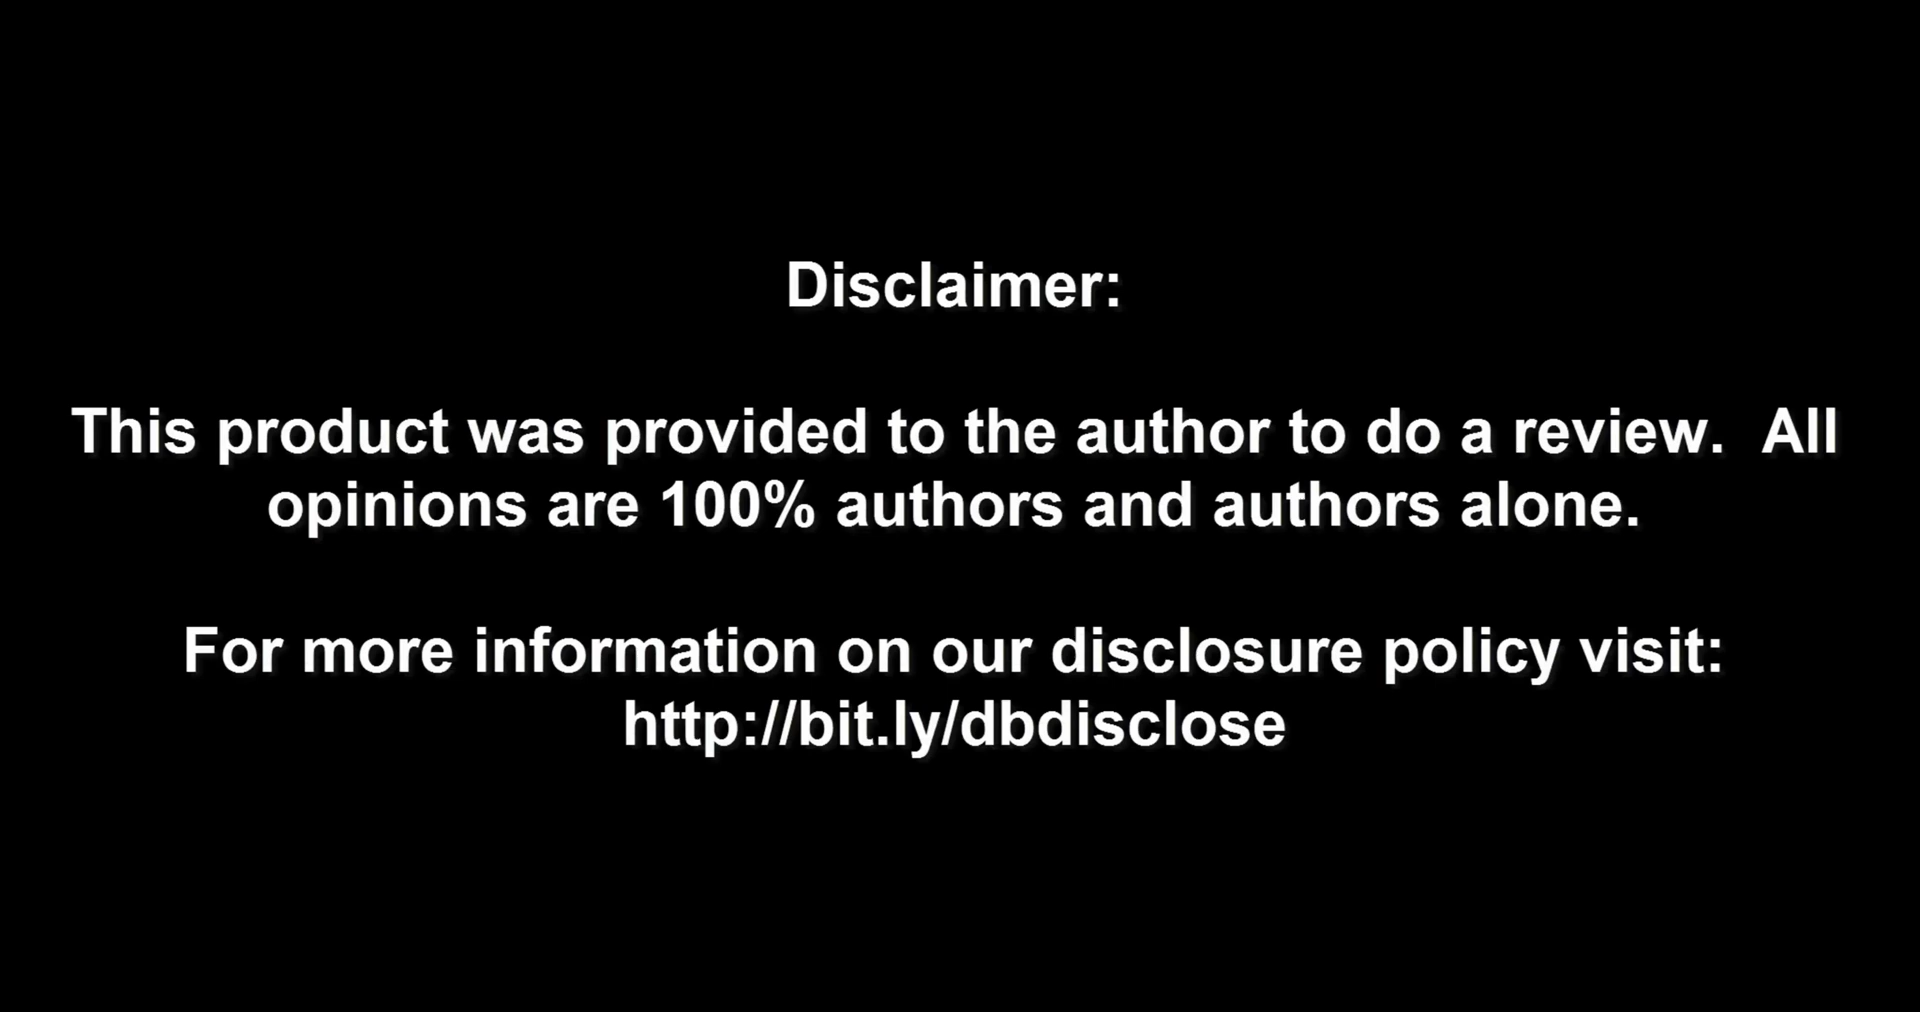 Disclaimer:
This product was provided to the author to do a review.  All
opinions are 100% authors and authors alone.
For more information on our disclosure policy visit:
http://bit.ly/dbdisclose